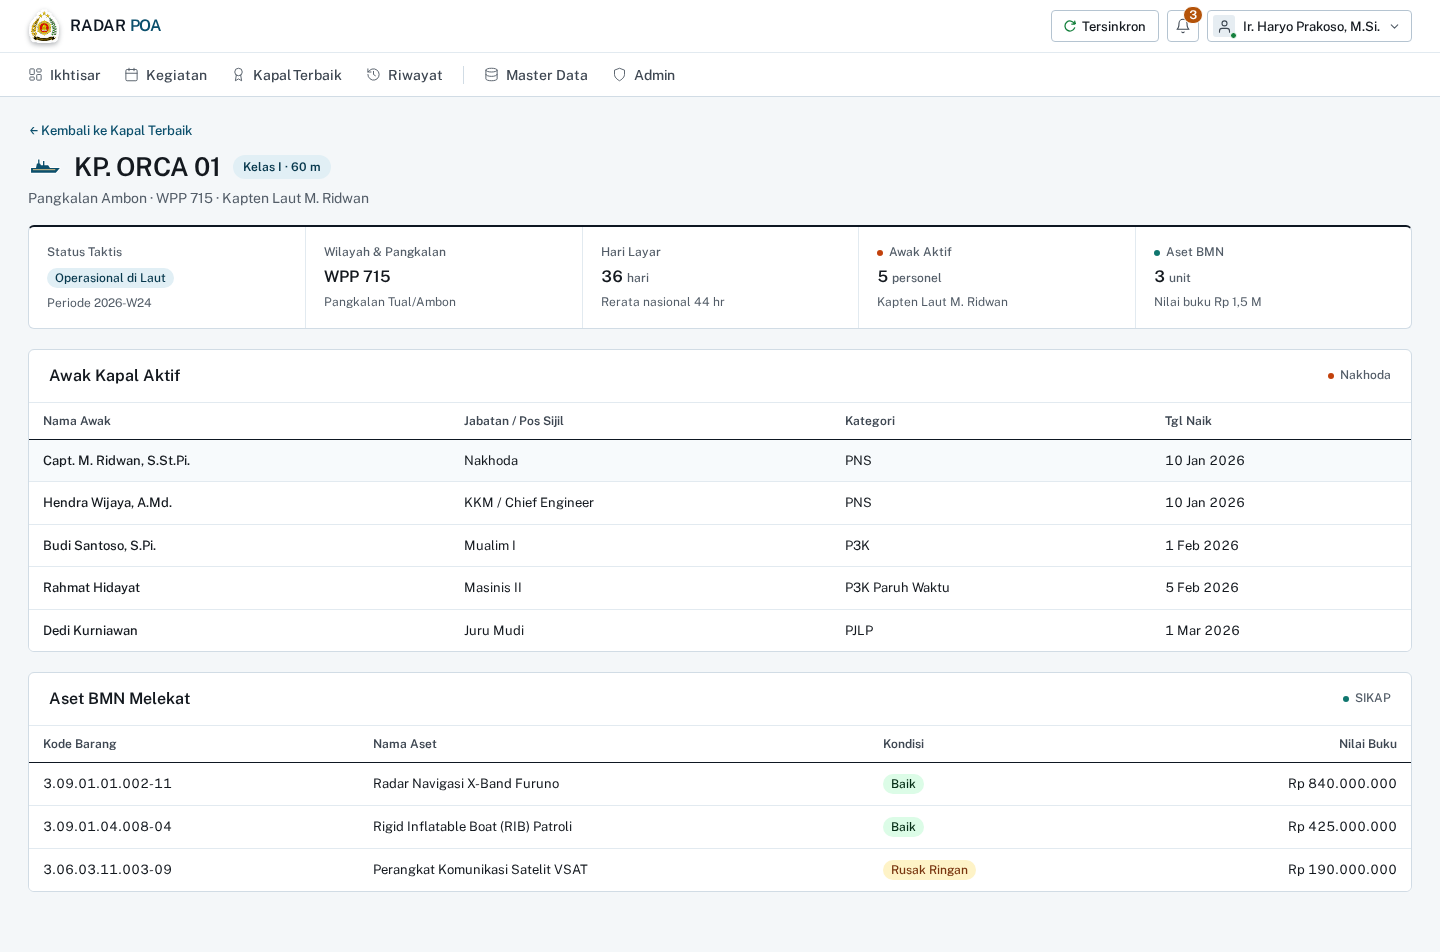 RADAR POA
Tersinkron
3
Ir. Haryo Prakoso, M.Si.
Ikhtisar
Kegiatan
Kapal Terbaik
Riwayat
Master Data
Admin
← Kembali ke Kapal Terbaik
KP. ORCA 01
Kelas I · 60 m
Pangkalan Ambon · WPP 715 · Kapten Laut M. Ridwan
Status Taktis
Operasional di Laut
Periode 2026-W24
Wilayah & Pangkalan
WPP 715
Pangkalan Tual/Ambon
Hari Layar
36 hari
Rerata nasional 44 hr
Awak Aktif
5 personel
Kapten Laut M. Ridwan
Aset BMN
3 unit
Nilai buku Rp 1,5 M
Awak Kapal Aktif
Nakhoda
Nama Awak Jabatan / Pos Sijil Kategori Tgl Naik
Capt. M. Ridwan, S.St.Pi. Nakhoda PNS 10 Jan 2026
Hendra Wijaya, A.Md. KKM / Chief Engineer PNS 10 Jan 2026
Budi Santoso, S.Pi. Mualim I P3K 1 Feb 2026
Rahmat Hidayat Masinis II P3K Paruh Waktu 5 Feb 2026
Dedi Kurniawan Juru Mudi PJLP 1 Mar 2026
Aset BMN Melekat
SIKAP
Kode Barang Nama Aset Kondisi Nilai Buku
3.09.01.01.002-11 Radar Navigasi X-Band Furuno Baik Rp 840.000.000
3.09.01.04.008-04 Rigid Inflatable Boat (RIB) Patroli Baik Rp 425.000.000
3.06.03.11.003-09 Perangkat Komunikasi Satelit VSAT Rusak Ringan Rp 190.000.000